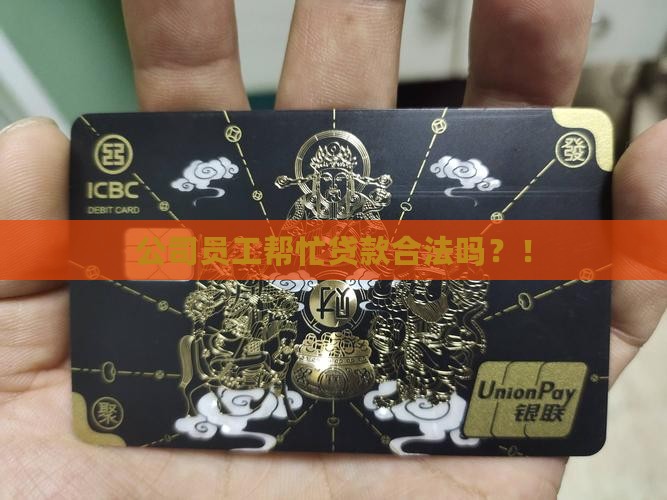 ICBC
DEBIT CARD
發
公司员工帮忙贷款合法吗？！
财
聚
UnionPay
银联